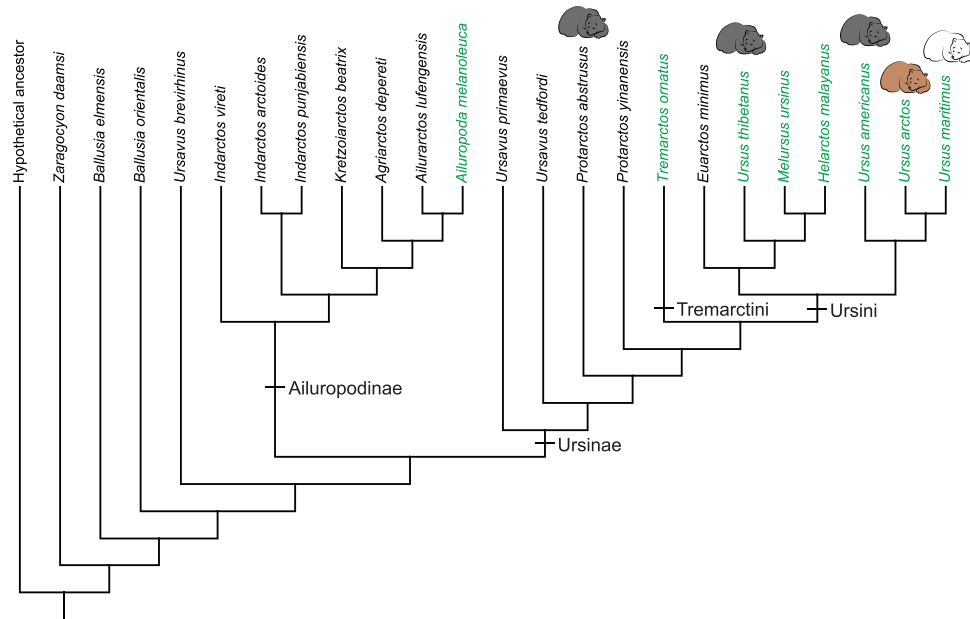 Hypothetical ancestor
Zaragocyon daamsi
Ballusia elmensis
Ballusia orientalis
Ursavus brevirhinus
Indarctos vireti
Indarctos arctoides
Indarctos punjabiensis
Kretzoiarctos beatrix
Agriarctos depereti
Ailurarctos lufengensis
Ailuropoda melanoleuca
Ursavus primaevus
Ursavus tedfordi
Protarctos abstrusus
Protarctos yinanensis
Tremarctos ornatus
Euarctos minimus
Ursus thibetanus
Melursus ursinus
Helarctos malayanus
Ursus americanus
Ursus arctos
Ursus maritimus
Tremarctini
Ursini
Ailuropodinae
Ursinae